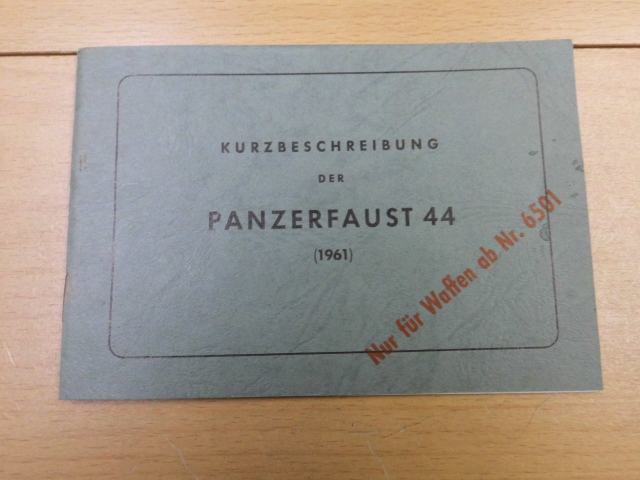 KURZBESCHREIBUNG
DER
PANZERFAUST 44
(1961)
Nur für Waffen ab Nr. 6501